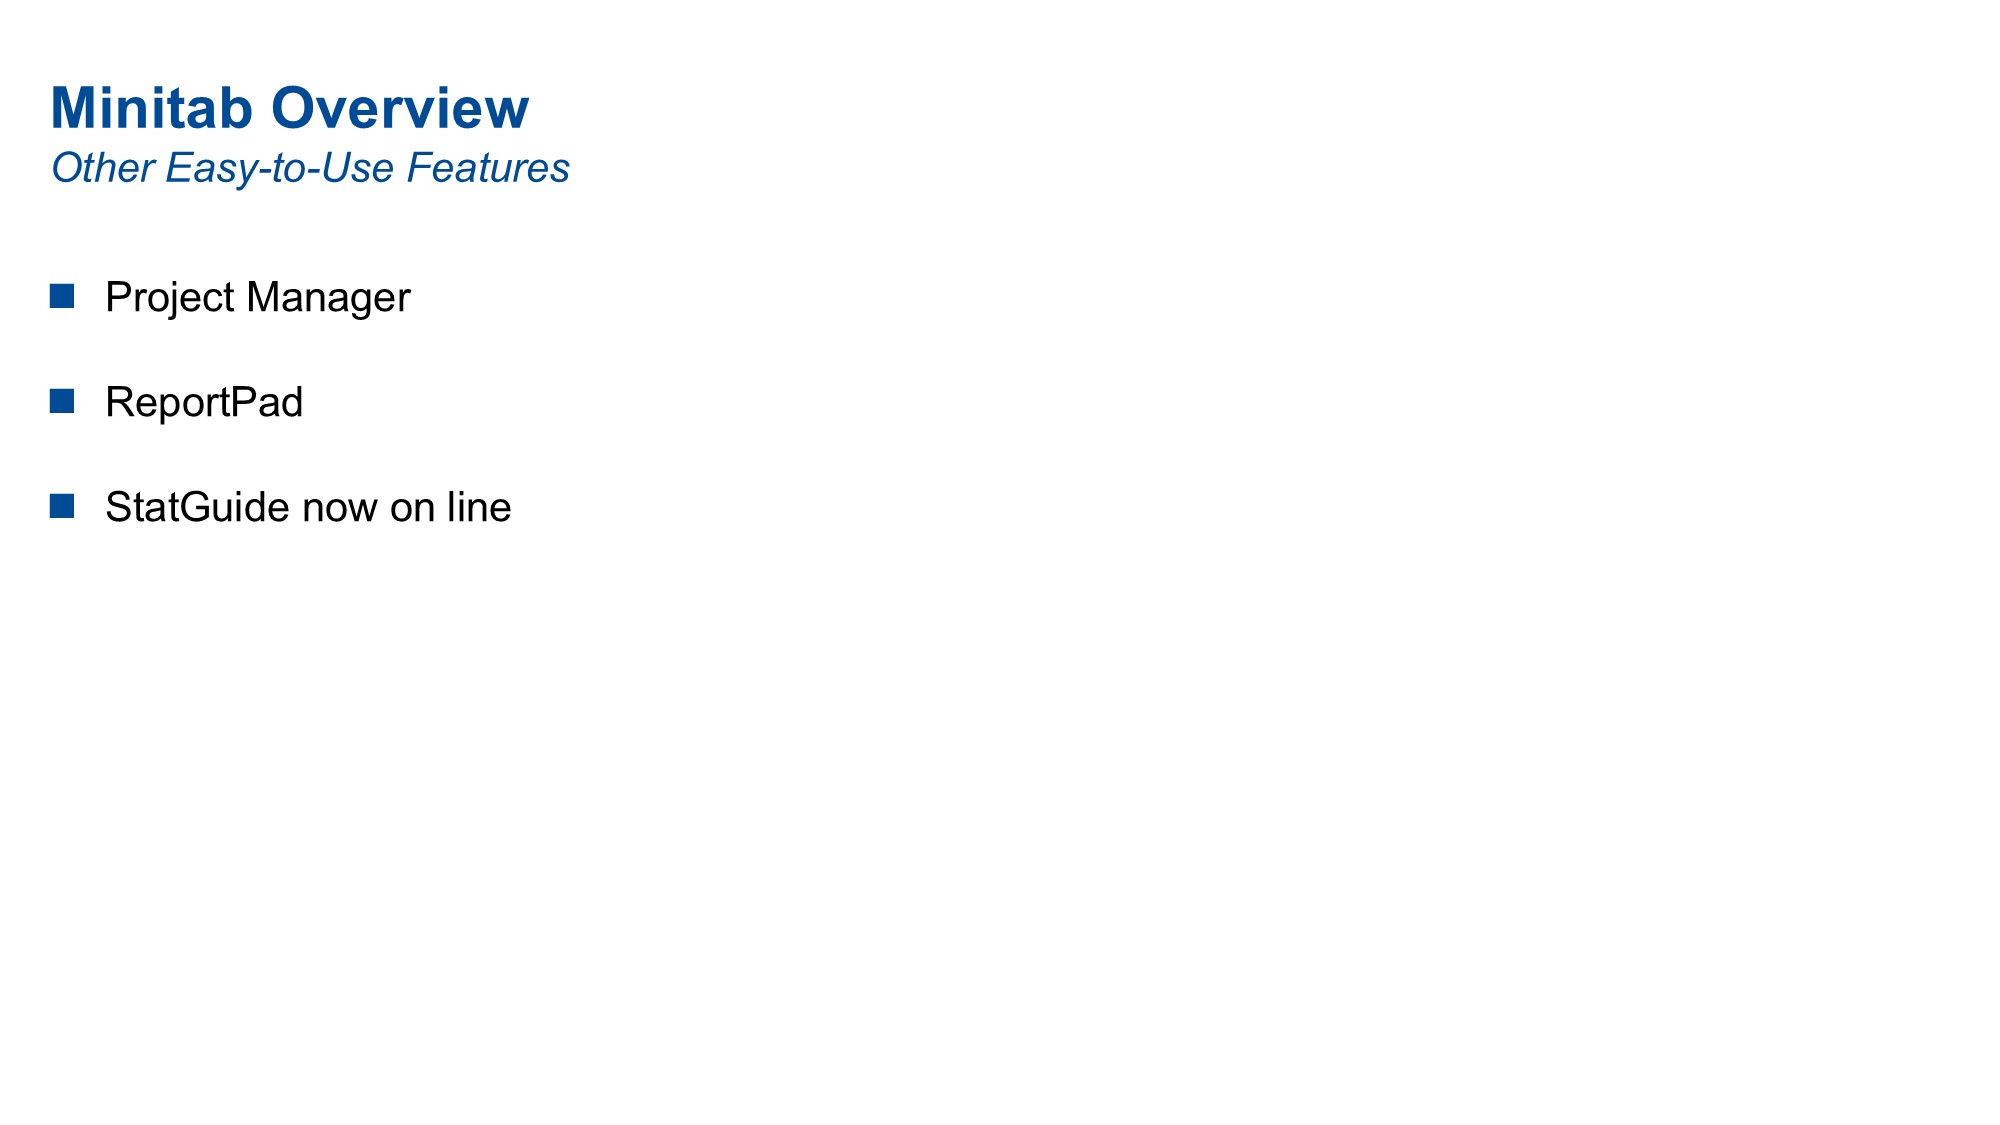 Minitab Overview
Other Easy-to-Use Features
Project Manager
ReportPad
StatGuide now on line